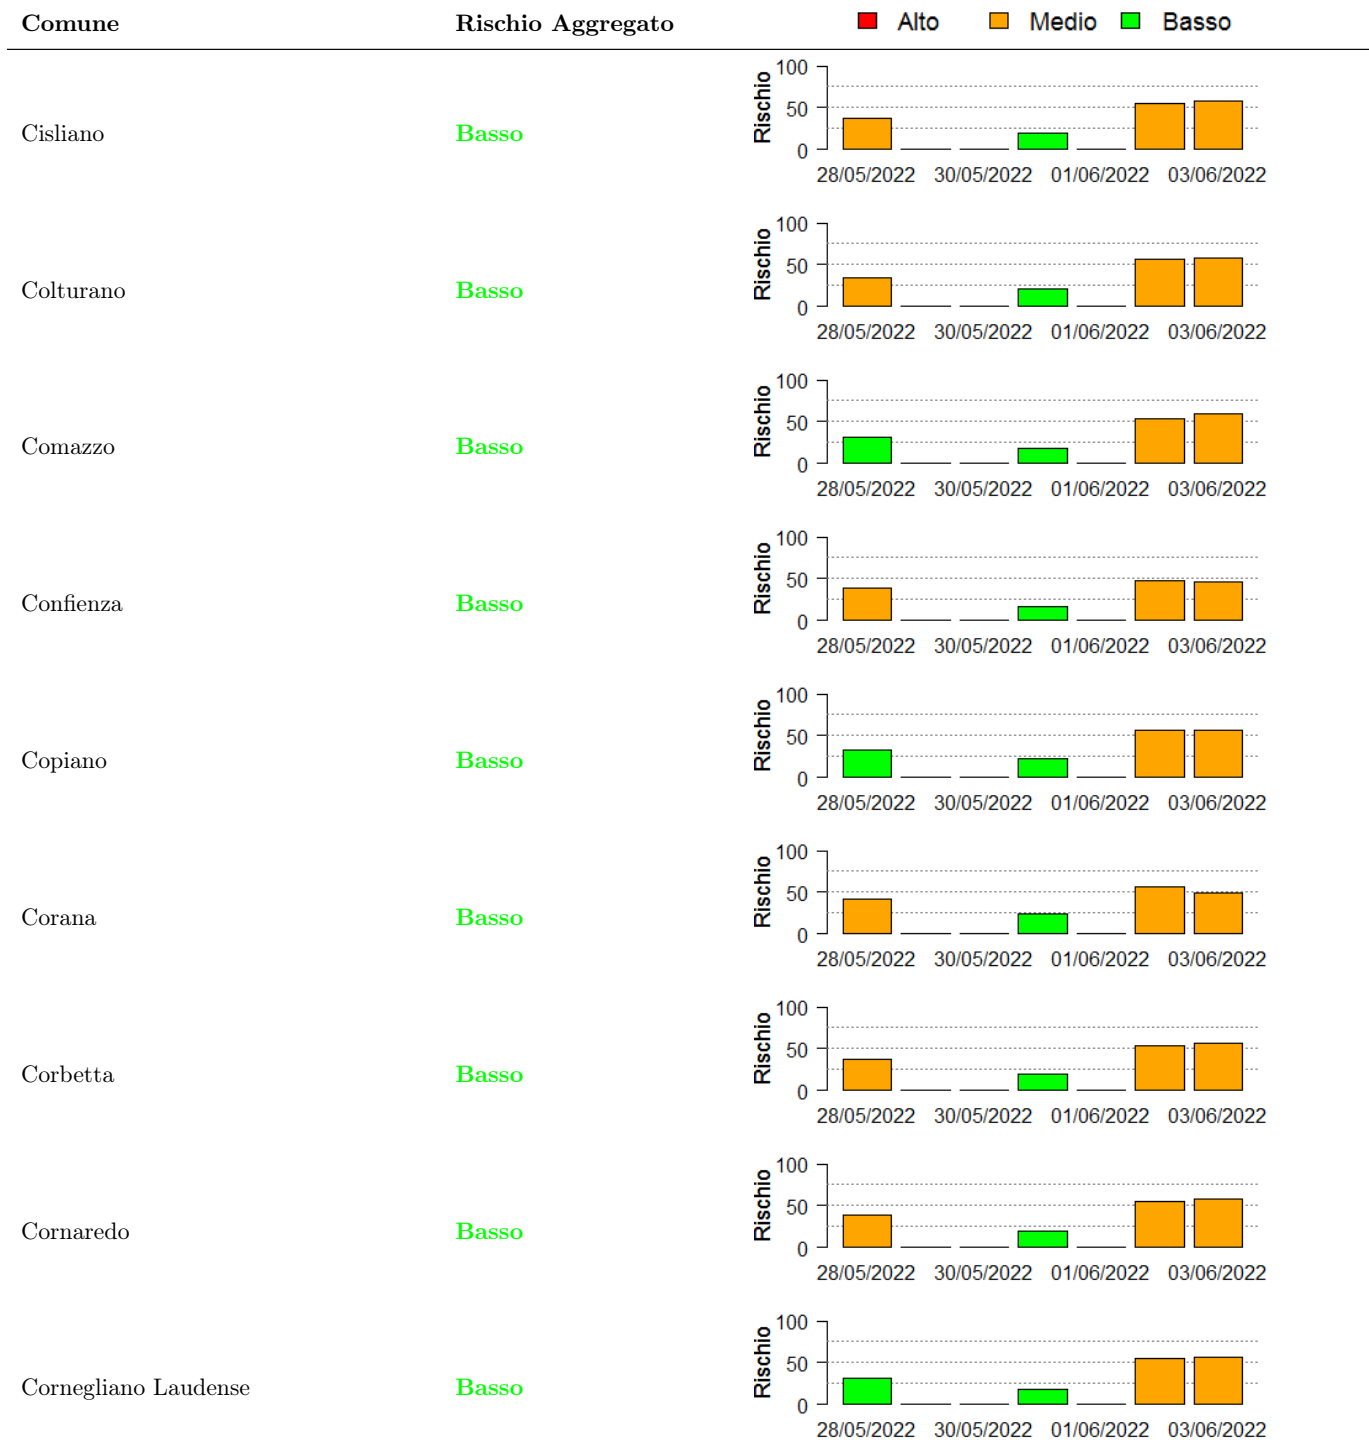 Comune Rischio Aggregato Alto Medio Basso
100
50
0
Rischio
Cisliano Basso
28/05/2022 30/05/2022 01/06/2022 03/06/2022
100
50
0
Rischio
Colturano Basso
28/05/2022 30/05/2022 01/06/2022 03/06/2022
100
50
0
Rischio
Comazzo Basso
28/05/2022 30/05/2022 01/06/2022 03/06/2022
100
50
0
Rischio
Confienza Basso
28/05/2022 30/05/2022 01/06/2022 03/06/2022
100
50
0
Rischio
Copiano Basso
28/05/2022 30/05/2022 01/06/2022 03/06/2022
100
50
0
Rischio
Corana Basso
28/05/2022 30/05/2022 01/06/2022 03/06/2022
100
50
0
Rischio
Corbetta Basso
28/05/2022 30/05/2022 01/06/2022 03/06/2022
100
50
0
Rischio
Cornaredo Basso
28/05/2022 30/05/2022 01/06/2022 03/06/2022
100
50
0
Rischio
Cornegliano Laudense Basso
28/05/2022 30/05/2022 01/06/2022 03/06/2022